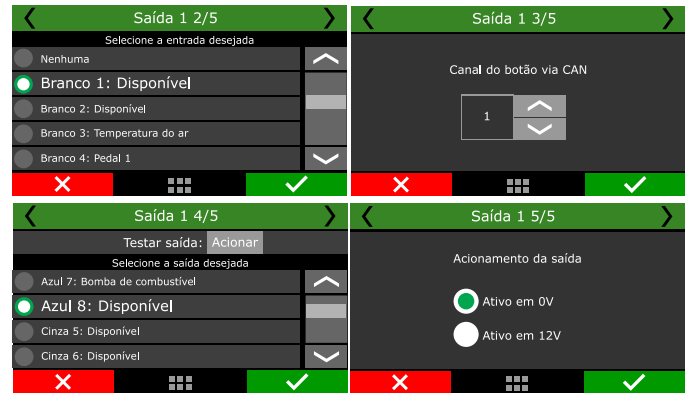 Saída 1 2/5
Selecione a entrada desejada
Nenhuma
Branco 1: Disponível
Branco 2: Disponível
Branco 3: Temperatura do ar
Branco 4: Pedal 1
Saída 1 3/5
Canal do botão via CAN
1
Saída 1 4/5
Testar saída: Acionar
Selecione a saída desejada
Azul 7: Bomba de combustível
Azul 8: Disponível
Cinza 5: Disponível
Cinza 6: Disponível
Saída 1 5/5
Acionamento da saída
Ativo em 0V
Ativo em 12V